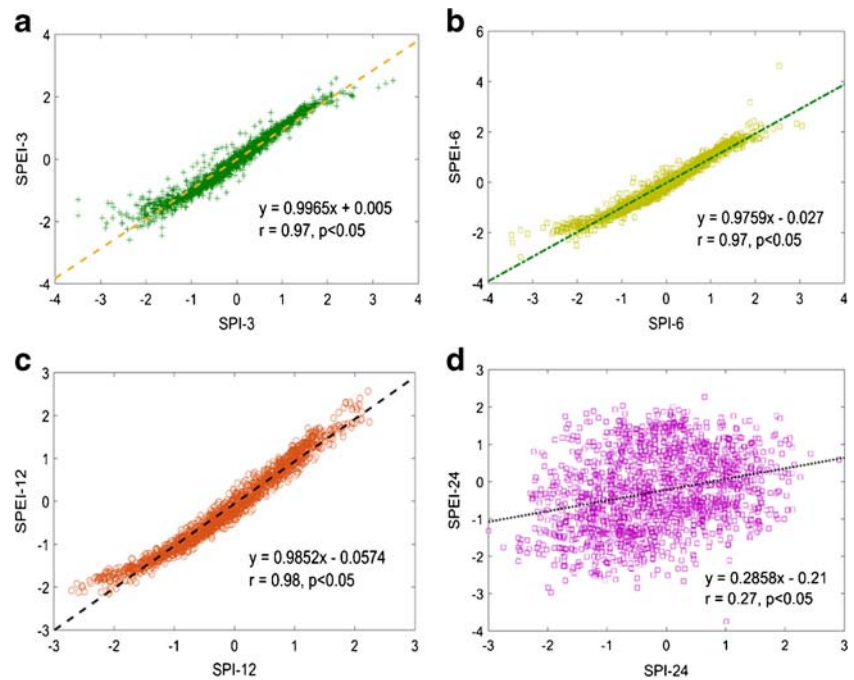 a
4
2
0
-2
-4
-4 -3 -2 -1 0 1 2 3 4
SPEI-3
SPI-3
y = 0.9965x + 0.005
r = 0.97, p<0.05
b
6
4
2
0
-2
-4
-4 -3 -2 -1 0 1 2 3 4
SPEI-6
SPI-6
y = 0.9759x - 0.027
r = 0.97, p<0.05
c
3
2
1
0
-1
-2
-3
-3 -2 -1 0 1 2 3
SPEI-12
SPI-12
y = 0.9852x - 0.0574
r = 0.98, p<0.05
d
3
2
1
0
-1
-2
-3
-4
-3 -2 -1 0 1 2 3
SPEI-24
SPI-24
y = 0.2858x - 0.21
r = 0.27, p<0.05